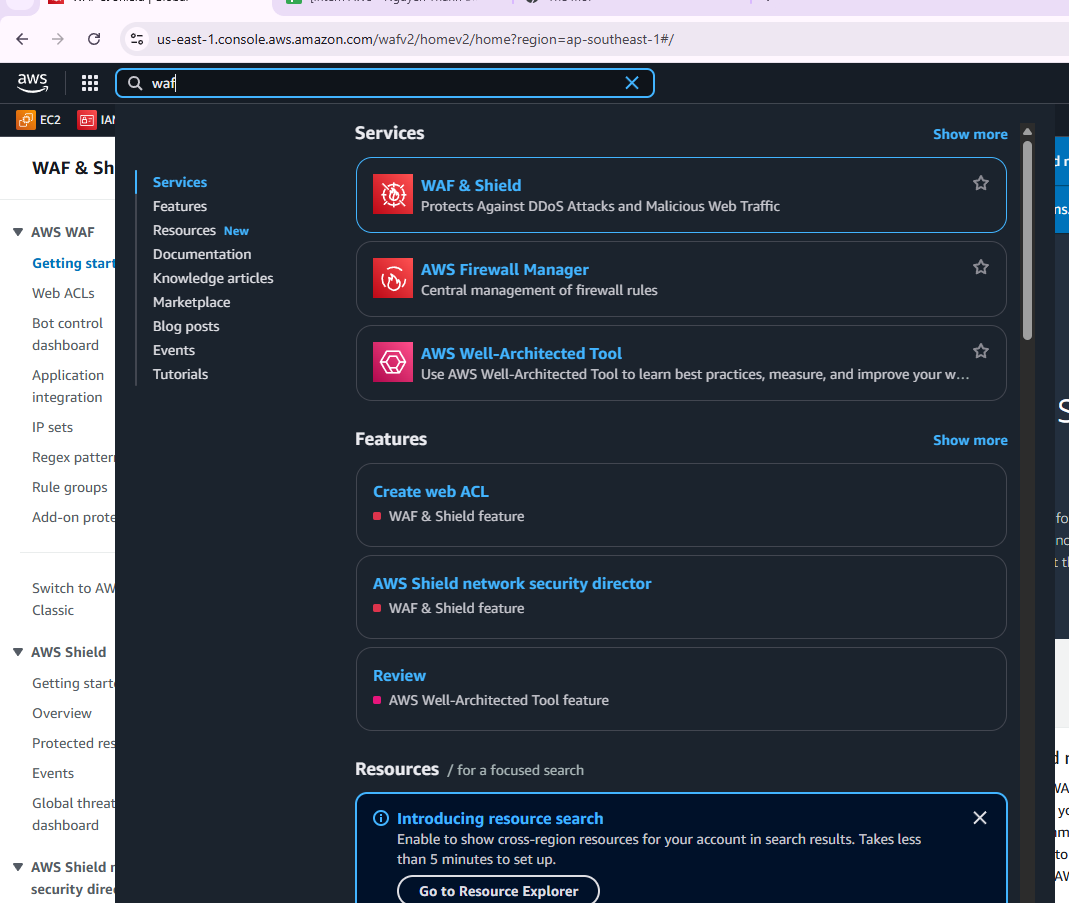 us-east-1.console.aws.amazon.com/wafv2/homev2/home?region=ap-southeast-1#/
aws
waf
EC2
Services
Show more
WAF & Sh
Services
Features
Resources New
Documentation
Knowledge articles
Marketplace
Blog posts
Events
Tutorials
WAF & Shield
Protects Against DDoS Attacks and Malicious Web Traffic
AWS Firewall Manager
Central management of firewall rules
AWS Well-Architected Tool
Use AWS Well-Architected Tool to learn best practices, measure, and improve your w…
Features
Show more
Create web ACL
WAF & Shield feature
AWS Shield network security director
WAF & Shield feature
Review
AWS Well-Architected Tool feature
Resources / for a focused search
Introducing resource search
Enable to show cross-region resources for your account in search results. Takes less
than 5 minutes to set up.
Go to Resource Explorer
AWS WAF
Getting start
Web ACLs
Bot control
dashboard
Application
integration
IP sets
Regex patter
Rule groups
Add-on prote
Switch to AW
Classic
AWS Shield
Getting starte
Overview
Protected res
Events
Global threat
dashboard
AWS Shield n
security dire